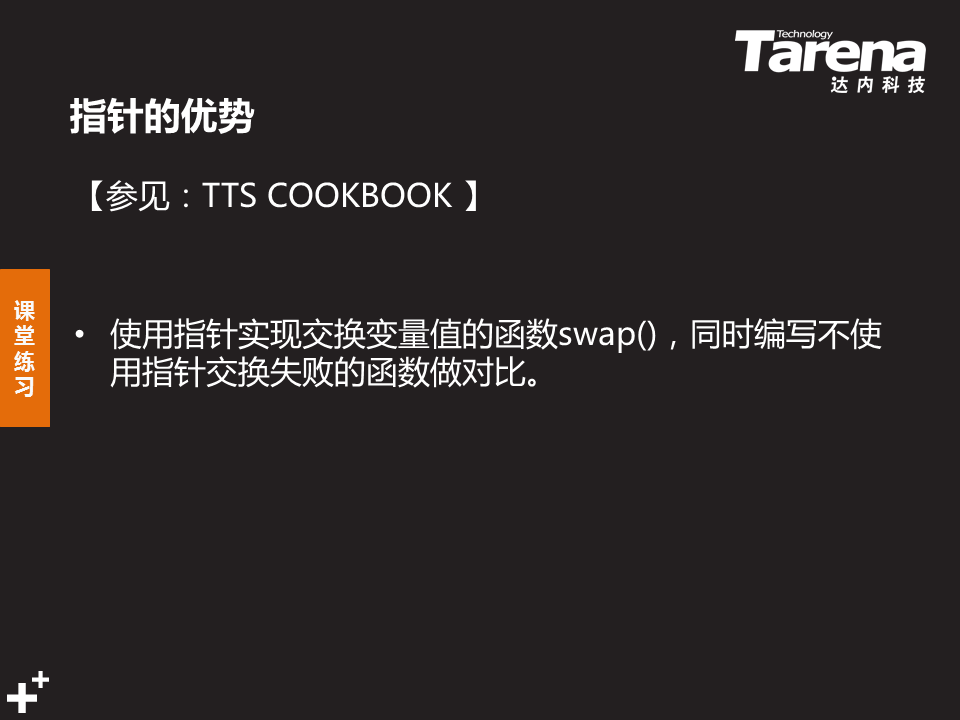 Technology
Tarena
达内科技
指针的优势
【参见：TTS COOKBOOK 】
课堂练习
• 使用指针实现交换变量值的函数swap()，同时编写不使
用指针交换失败的函数做对比。